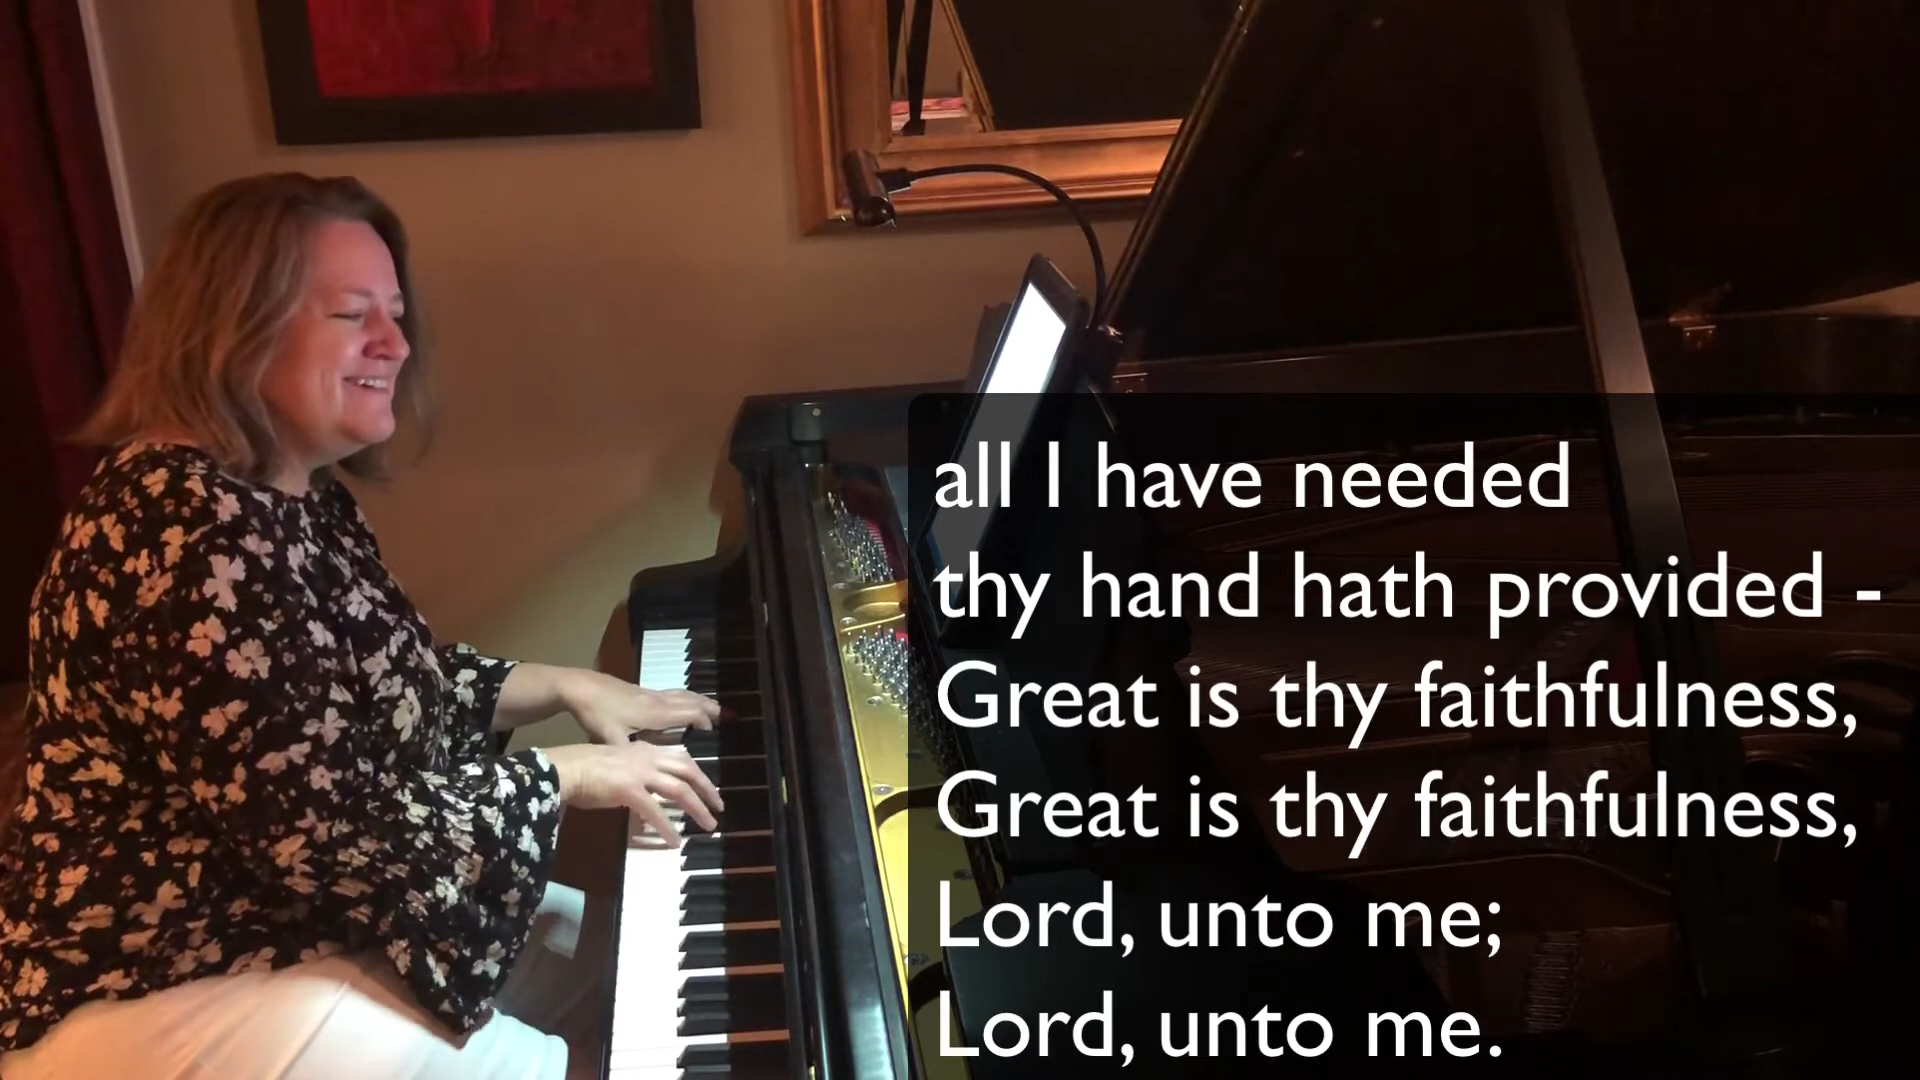 all I have needed
thy hand hath provided -
Great is thy faithfulness,
Great is thy faithfulness,
Lord, unto me;
Lord, unto me.